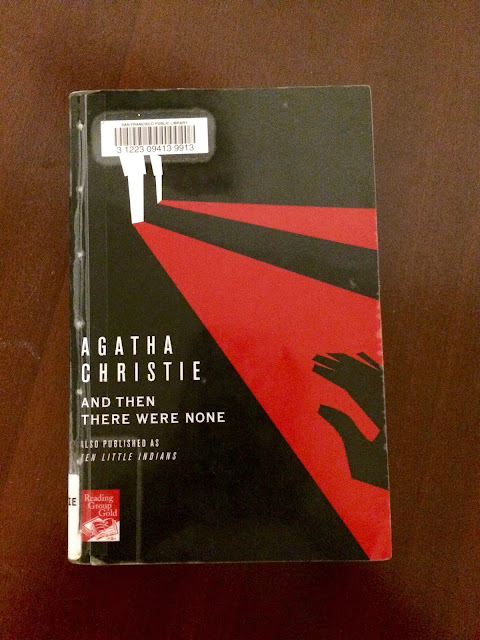 SAN FRANCISCO PUBLIC LIBRARY
3 1223 09413 9913
AGATHA
CHRISTIE
AND THEN
THERE WERE NONE
ALSO PUBLISHED AS
TEN LITTLE INDIANS
IE
Reading
Group
Gold